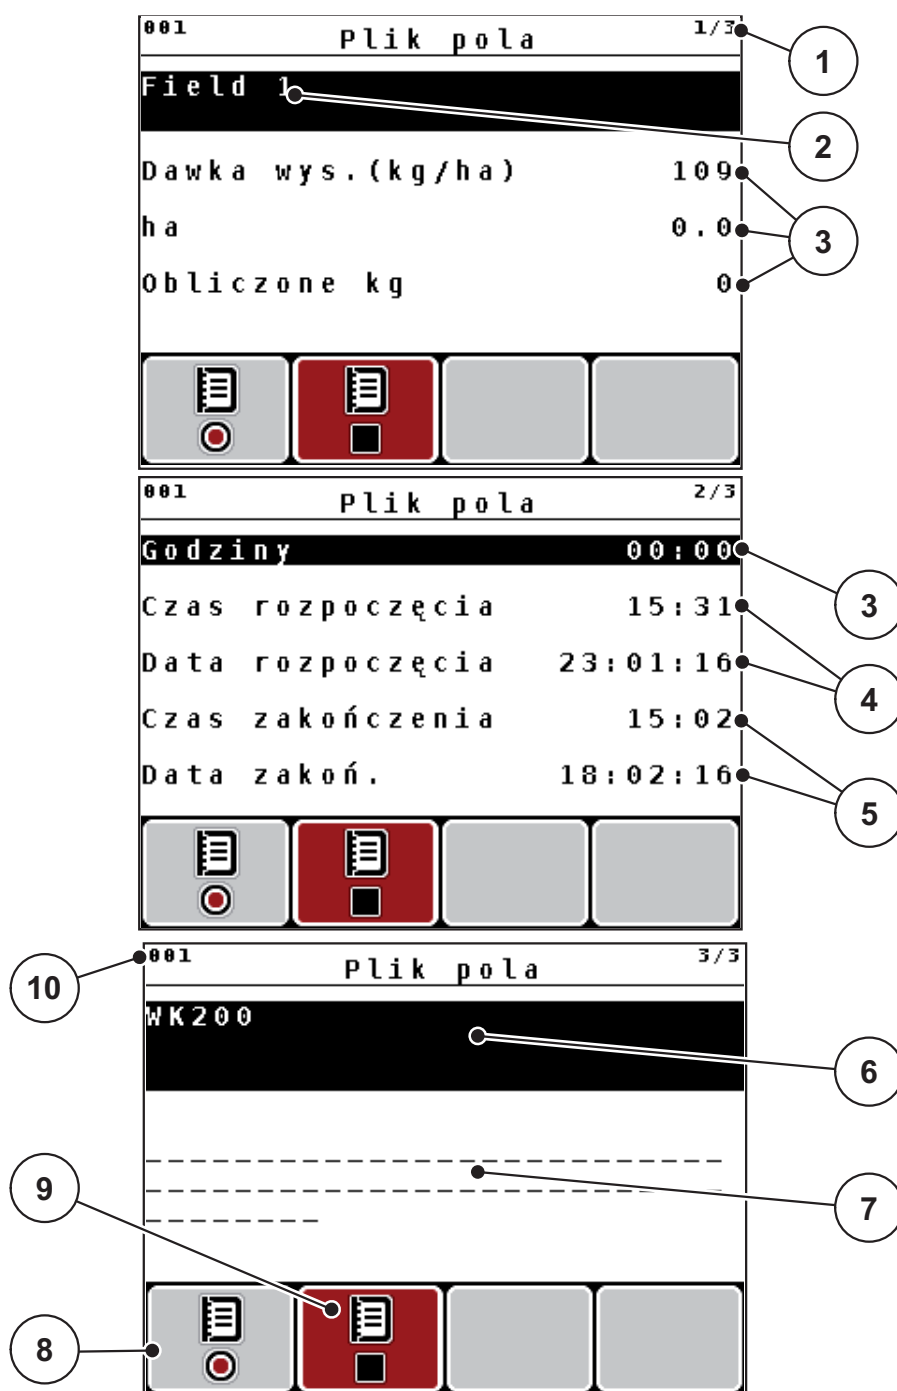 001 Plik pola 1/3
1
Field 1
2
Dawka wys.(kg/ha) 109
ha 0.0
3
Obliczone kg 0
001 Plik pola 2/3
Godziny 00:00
3
Czas rozpoczęcia 15:31
Data rozpoczęcia 23:01:16
4
Czas zakończenia 15:02
Data zakoń. 18:02:16
5
001 Plik pola 3/3
10
WK200
6
9
7
8